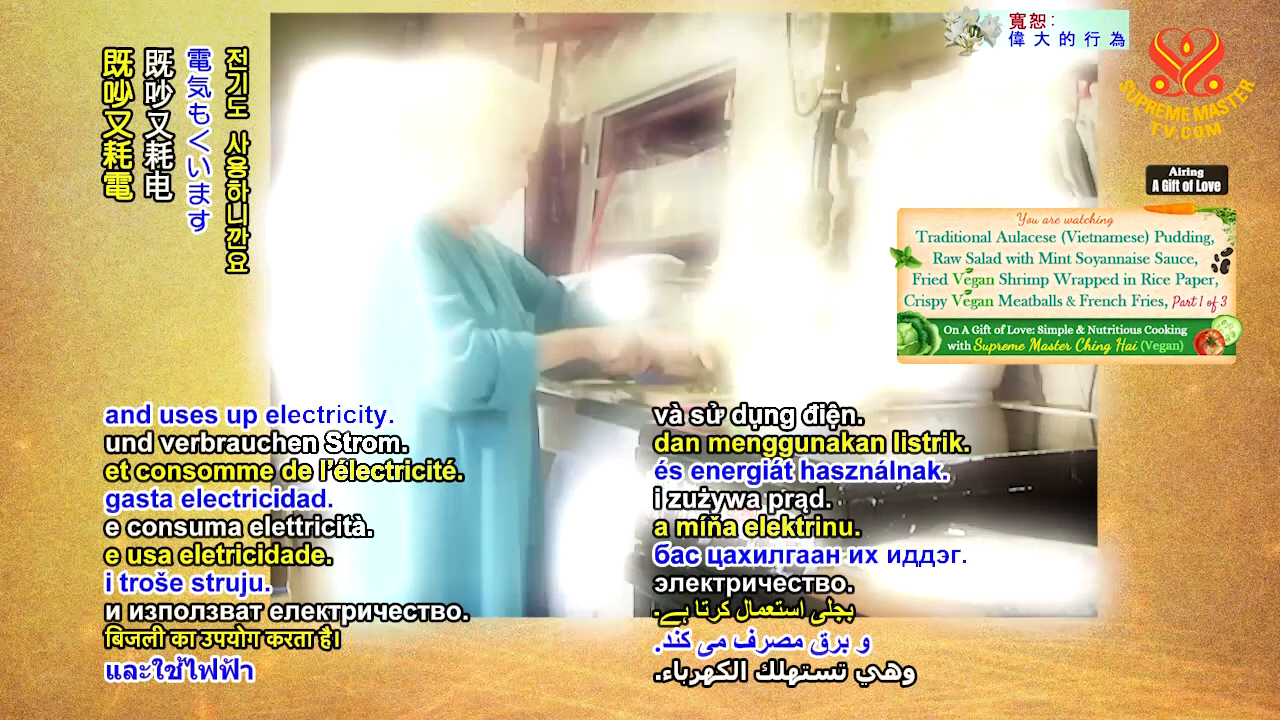 既吵又耗電
既吵又耗电
電気もくいます
전기도 사용하니깐요
寬恕:
偉大的行為
SUPREME MASTER
TV.COM
Airing
A Gift of Love
You are watching
Traditional Aulacese (Vietnamese) Pudding,
Raw Salad with Mint Soyannaise Sauce,
Fried Vegan Shrimp Wrapped in Rice Paper,
Crispy Vegan Meatballs & French Fries, Part 1 of 3
On A Gift of Love: Simple & Nutritious Cooking
with Supreme Master Ching Hai (Vegan)
and uses up electricity.
und verbrauchen Strom.
et consomme de l'électricité.
gasta electricidad.
e consuma elettricità.
e usa eletricidade.
i troše struju.
и използват електричество.
बिजली का उपयोग करता है।
และใช้ไฟฟ้า
và sử dụng điện.
dan menggunakan listrik.
és energiát használnak.
i zużywa prąd.
a míňa elektrinu.
бас цахилгаан их иддэг.
электричество.
بجلی استعمال کرتا ہے.
و برق مصرف می کند.
وهي تستهلك الكهرباء.